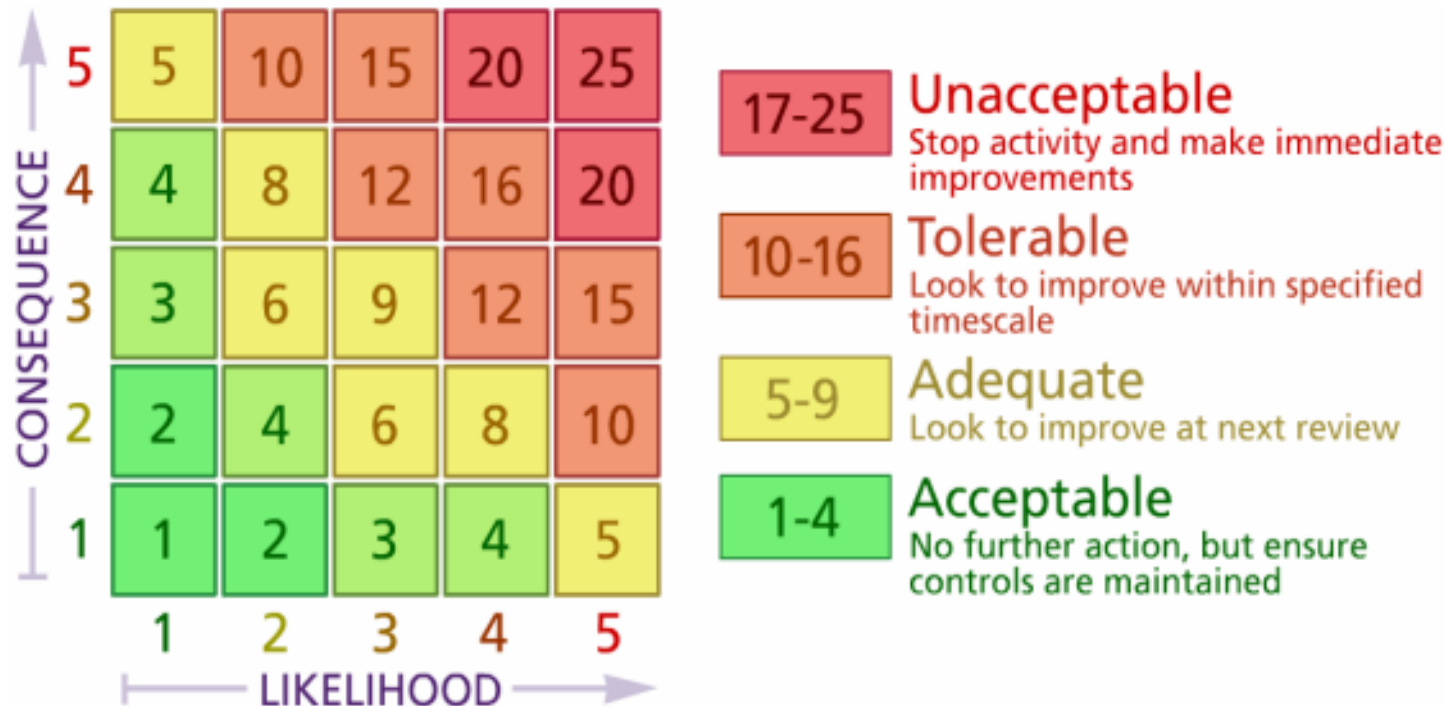 CONSEQUENCE
5 5 10 15 20 25
4 4 8 12 16 20
3 3 6 9 12 15
2 2 4 6 8 10
1 1 2 3 4 5
1 2 3 4 5
LIKELIHOOD
17-25 Unacceptable
Stop activity and make immediate
improvements
10-16 Tolerable
Look to improve within specified
timescale
5-9 Adequate
Look to improve at next review
1-4 Acceptable
No further action, but ensure
controls are maintained